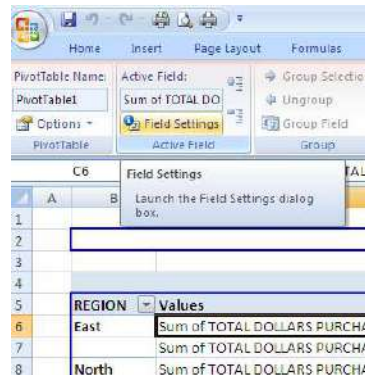 Home Insert Page Layout Formulas
PivotTable Name: Active Field: Group Selectio
PivotTable1 Sum of TOTAL DO Ungroup
Options Field Settings Group Field
PivotTable Active Field Group
C6 Field Settings TAL
Launch the Field Settings dialog
box.
A B
1
2
3
4
5 REGION Values
6 East Sum of TOTAL DOLLARS PURCHA
7 Sum of TOTAL DOLLARS PURCHA
8 North Sum of TOTAL DOLLARS PURCHA